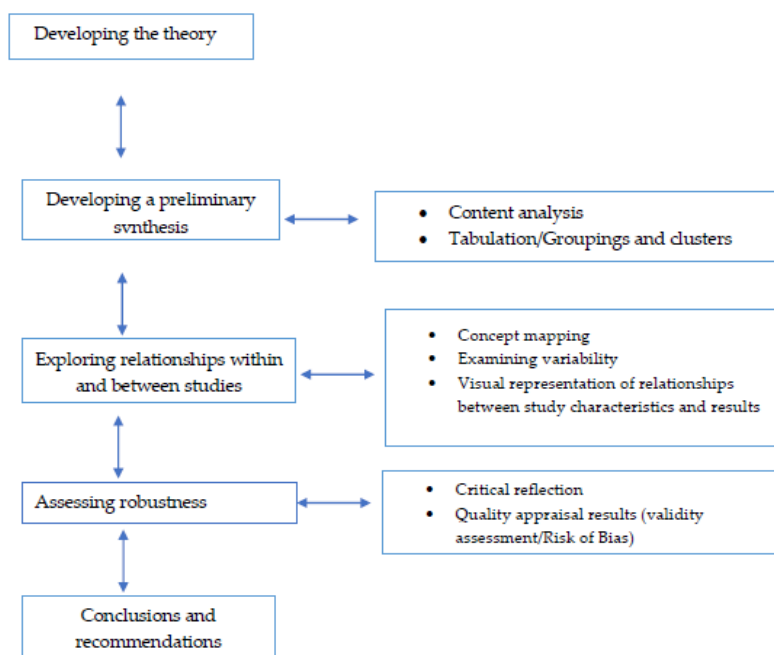 Developing the theory
Developing a preliminary
synthesis
• Content analysis
• Tabulation/Groupings and clusters
Exploring relationships within
and between studies
• Concept mapping
• Examining variability
• Visual representation of relationships
between study characteristics and results
Assessing robustness
• Critical reflection
• Quality appraisal results (validity
assessment/Risk of Bias)
Conclusions and
recommendations